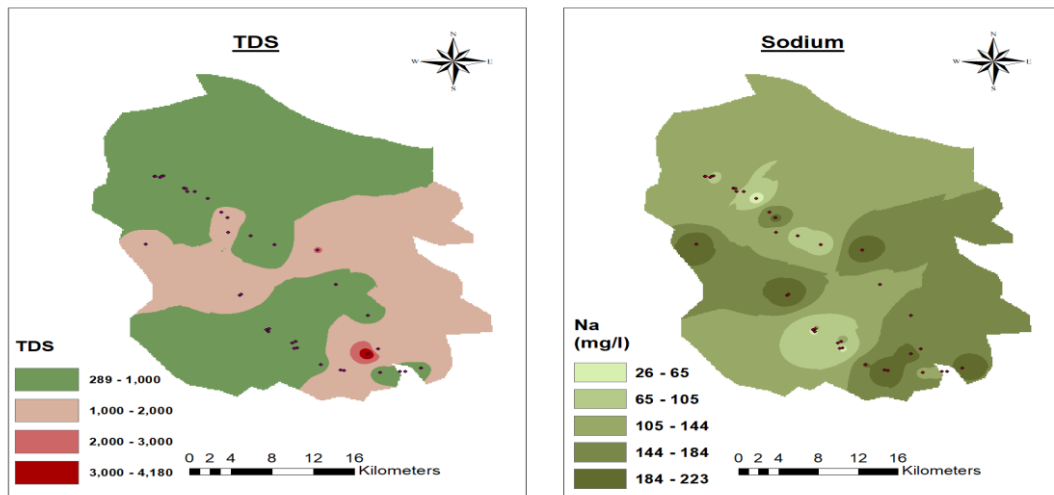 TDS
N
W E
S
TDS
289 - 1,000
1,000 - 2,000
2,000 - 3,000
3,000 - 4,180
0 2 4 8 12 16
Kilometers
Sodium
N
W E
S
Na
(mg/l)
26 - 65
65 - 105
105 - 144
144 - 184
184 - 223
0 2 4 8 12 16
Kilometers